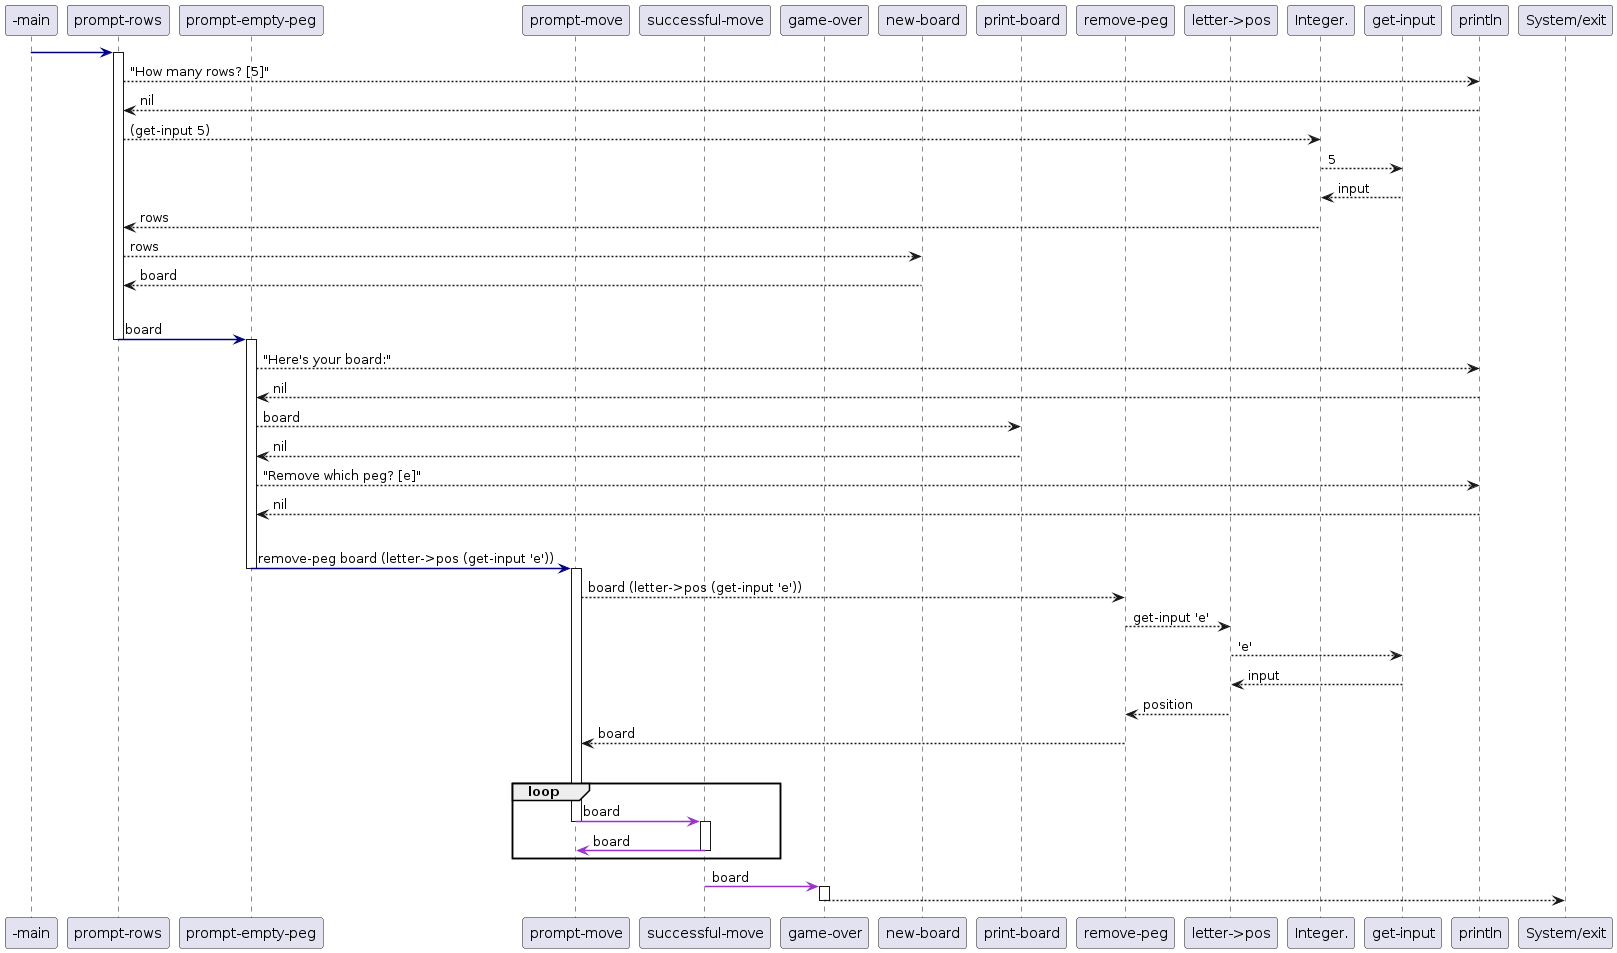 -main prompt-rows prompt-empty-peg prompt-move successful-move game-over new-board print-board remove-peg letter->pos Integer. get-input println System/exit
"How many rows? [5]"
nil
(get-input 5)
5
input
rows
rows
board
board
"Here's your board:"
nil
board
nil
"Remove which peg? [e]"
nil
remove-peg board (letter->pos (get-input 'e'))
board (letter->pos (get-input 'e'))
get-input 'e'
'e'
input
position
board
loop
board
board
board
-main prompt-rows prompt-empty-peg prompt-move successful-move game-over new-board print-board remove-peg letter->pos Integer. get-input println System/exit